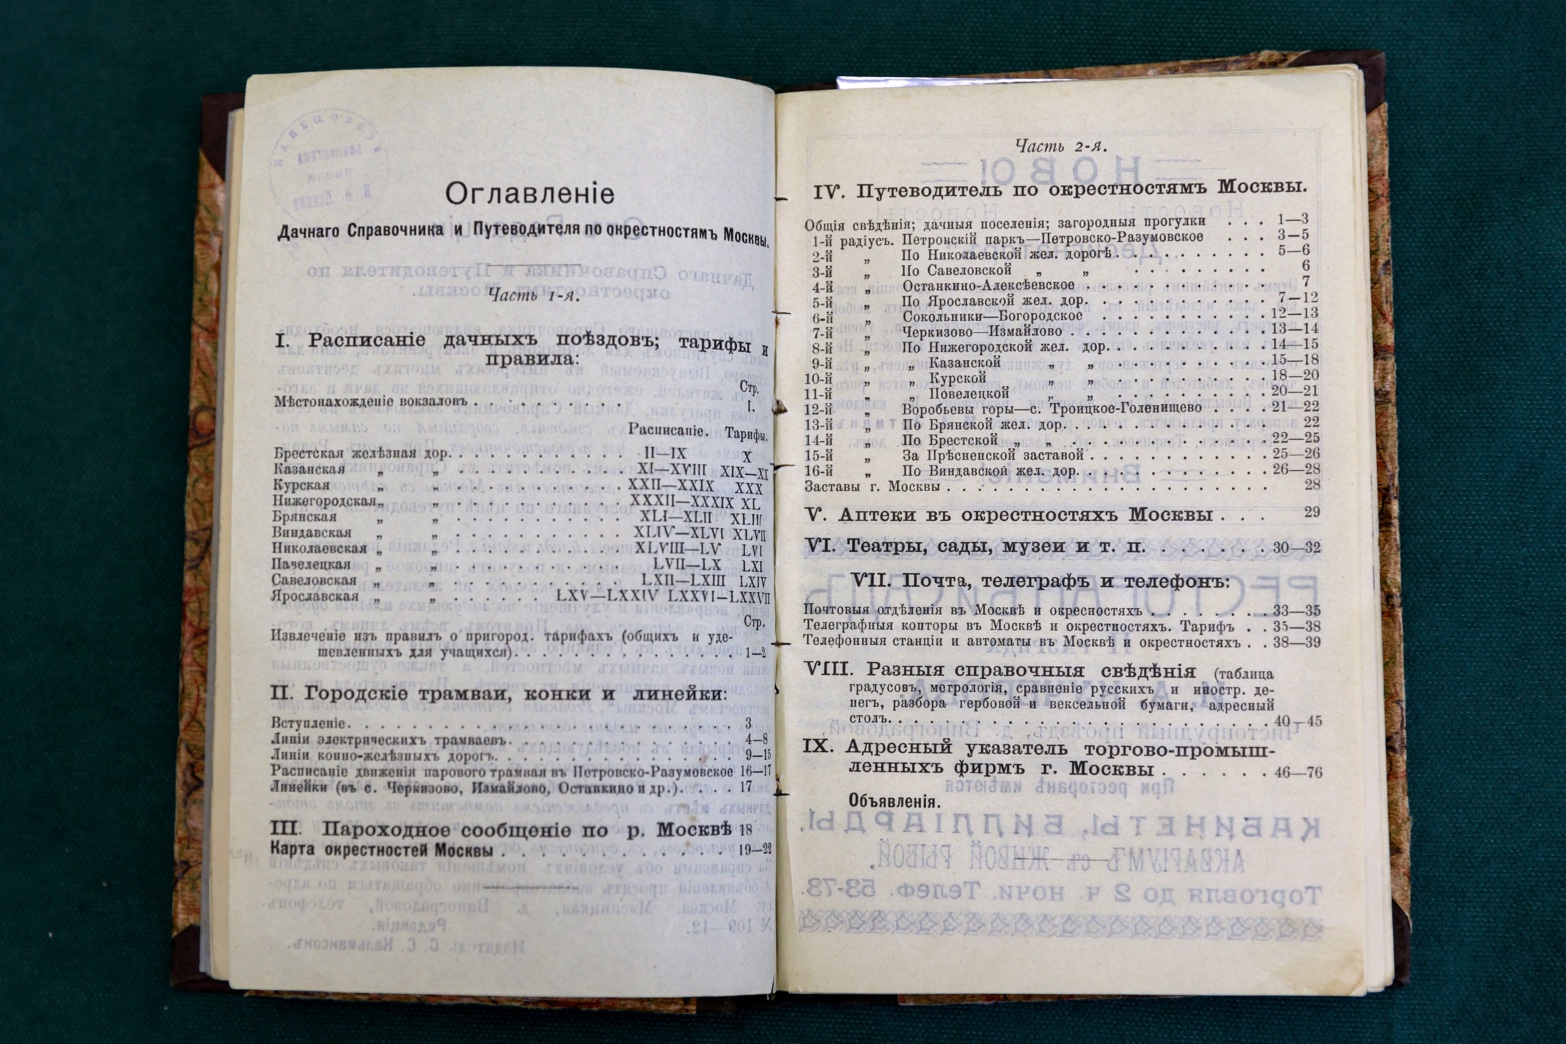 Оглавленіе
Дачнаго Справочника и Путеводителя по окрестностямъ Москвы.
Часть 1-я.
I. Расписаніе дачныхъ поѣздовъ; тарифы и
правила:
Стр.
Мѣстонахожденіе вокзаловъ . . . . . . . . . . . . I.
Расписаніе. Тарифы.
Брестская желѣзная дор. . . . . . . . . . . II—IX X
Казанская „ „ . . . . . . . . . . XI—XVIII XIX—XI
Курская „ „ . . . . . . . . . . XXII—XXIX XXX
Нижегородская „ „ . . . . . . . . . . XXXII—XXXIX XL
Брянская „ „ . . . . . . . . . . XLI—XLII XLIII
Виндавская „ „ . . . . . . . . . . XLIV—XLVI XLVII
Николаевская „ „ . . . . . . . . . . XLVIII—LV LVI
Павелецкая „ „ . . . . . . . . . . LVII—LX LXI
Савеловская „ „ . . . . . . . . . . LXII—LXIII LXIV
Ярославская „ „ . . . . . . . LXV—LXXIV LXXVI—LXXVII
Стр.
Извлеченіе изъ правилъ о пригород. тарифахъ (общихъ и уде-
шевленныхъ для учащихся) . . . . . . . . . . . . 1—2
II. Городскіе трамваи, конки и линейки:
Вступленіе . . . . . . . . . . . . . . . . 3
Линіи электрическихъ трамваевъ . . . . . . . . . . 4—8
Линіи конно-желѣзныхъ дорогъ . . . . . . . . . . 9—15
Расписаніе движенія парового трамвая въ Петровско-Разумовское 16—17
Линейки (въ с. Черкизово, Измайлово, Останкино и др.) . . . . 17
III. Пароходное сообщеніе по р. Москвѣ 18
Карта окрестностей Москвы . . . . . . . . . . . 19—22
Часть 2-я.
IV. Путеводитель по окрестностямъ Москвы.
Общія свѣдѣнія; дачныя поселенія; загородныя прогулки . . . 1—3
1-й радіусъ. Петровскій паркъ—Петровско-Разумовское . . . 3—5
2-й „ По Николаевской жел. дорогѣ . . . . . . . . . 5—6
3-й „ По Савеловской „ „ . . . . . . . . . 6
4-й „ Останкино-Алексѣевское . . . . . . . . . . 7
5-й „ По Ярославской жел. дор. . . . . . . . . . 7—12
6-й „ Сокольники—Богородское . . . . . . . . . 12—13
7-й „ Черкизово—Измайлово . . . . . . . . . . 13—14
8-й „ По Нижегородской жел. дор. . . . . . . . . 14—15
9-й „ „ Казанской „ „ . . . . . . . . 15—18
10-й „ „ Курской „ „ . . . . . . . . 18—20
11-й „ „ Повелецкой „ „ . . . . . . . . 20—21
12-й „ Воробьевы горы—с. Троицкое-Голенищево . . . . 21—22
13-й „ По Брянской жел. дор. . . . . . . . . . . 22
14-й „ По Брестской „ „ . . . . . . . . . . 22—25
15-й „ За Прѣсненской заставой . . . . . . . . . 25—26
16-й „ По Виндавской жел. дор. . . . . . . . . . 26—28
Заставы г. Москвы . . . . . . . . . . . . . . 28
V. Аптеки въ окрестностяхъ Москвы . . . 29
VI. Театры, сады, музеи и т. п. . . . . . . 30—32
VII. Почта, телеграфъ и телефонъ:
Почтовыя отдѣленія въ Москвѣ и окресностяхъ . . . . . . . 33—35
Телеграфныя конторы въ Москвѣ и окрестностяхъ. Тарифъ . . 35—38
Телефонныя станціи и автоматы въ Москвѣ и окрестностяхъ . . 38—39
VIII. Разныя справочныя свѣдѣнія (таблица
градусовъ, метрологія, сравненіе русскихъ и иностр. де-
негъ, разбора гербовой и вексельной бумаги, адресный
столъ. . . . . . . . . . . . . . . . . . 40—45
IX. Адресный указатель торгово-промыш-
ленныхъ фирмъ г. Москвы . . . . . . 46—76
Объявленія.